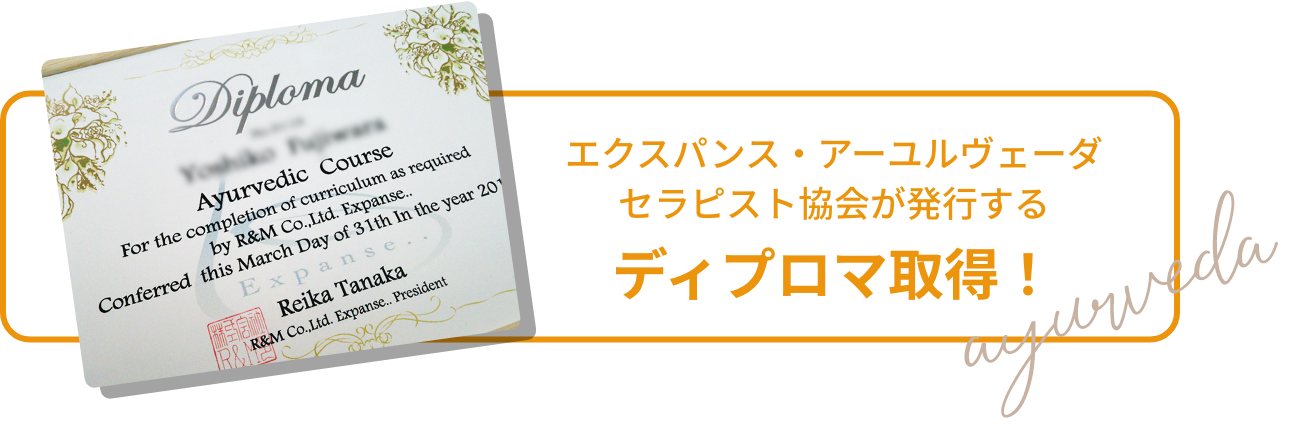 Diploma
Ayurvedic Course
For the completion of curriculum as required
by R&M Co.,Ltd. Expanse..
Conferred this March Day of 31th In the year 201
Expanse..
Reika Tanaka
R&M Co.,Ltd. Expanse.. President
エクスパンス・アーユルヴェーダ
セラピスト協会が発行する
ディプロマ取得！
ayurveda